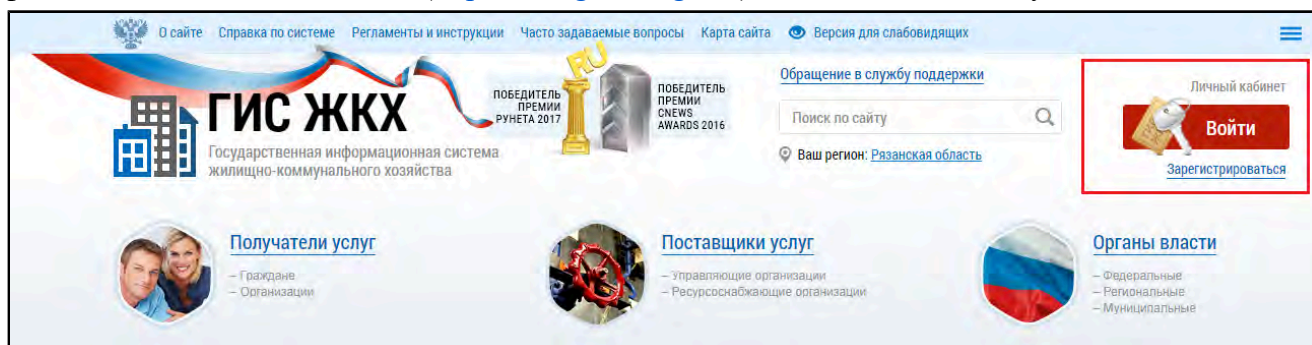 О сайте Справка по системе Регламенты и инструкции Часто задаваемые вопросы Карта сайта Версия для слабовидящих
ГИС ЖКХ
Государственная информационная система
жилищно-коммунального хозяйства
ПОБЕДИТЕЛЬ
ПРЕМИИ
РУНЕТА 2017
RU
ПОБЕДИТЕЛЬ
ПРЕМИИ
CNEWS
AWARDS 2016
Обращение в службу поддержки
Поиск по сайту
Ваш регион: Рязанская область
Личный кабинет
Войти
Зарегистрироваться
Получатели услуг
– Граждане
– Организации
Поставщики услуг
– Управляющие организации
– Ресурсоснабжающие организации
Органы власти
– Федеральные
– Региональные
– Муниципальные